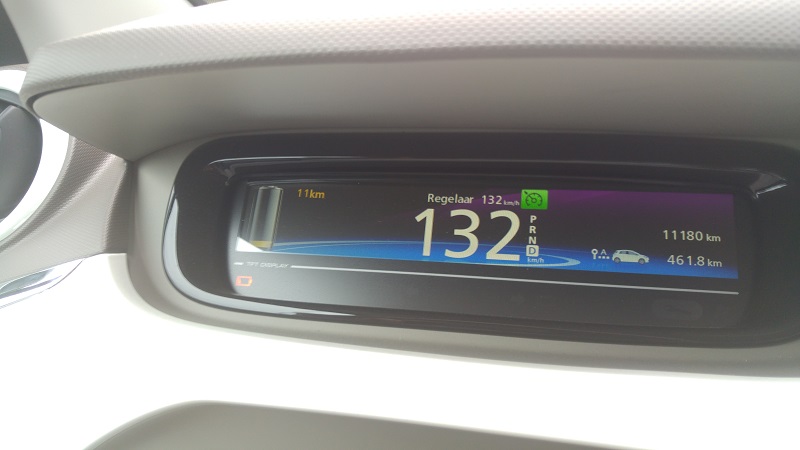 11km
Regelaar 132 km/h
132
P
R
N
D
km/h
11180 km
A
461.8 km
TFT DISPLAY